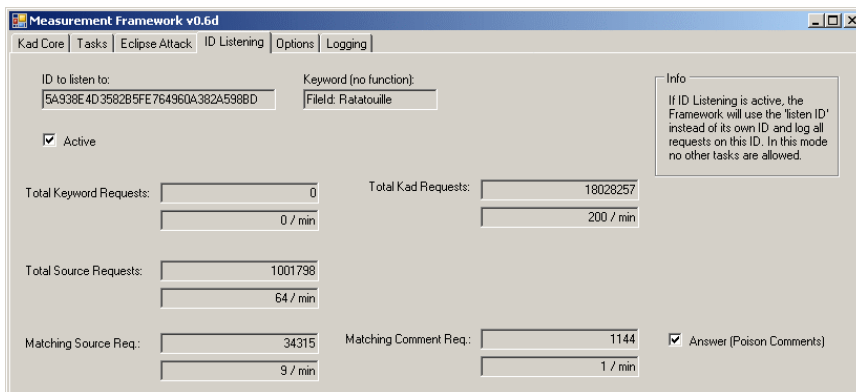 Measurement Framework v0.6d
Kad Core Tasks Eclipse Attack ID Listening Options Logging
ID to listen to:
5A938E4D3582B5FE764960A382A598BD
Keyword (no function):
FileId: Ratatouille
Active
Info
If ID Listening is active, the
Framework will use the 'listen ID'
instead of its own ID and log all
requests on this ID. In this mode
no other tasks are allowed.
Total Keyword Requests: 0
0 / min
Total Kad Requests: 18028257
200 / min
Total Source Requests: 1001798
64 / min
Matching Source Req.: 34315
9 / min
Matching Comment Req.: 1144
1 / min
Answer (Poison Comments)